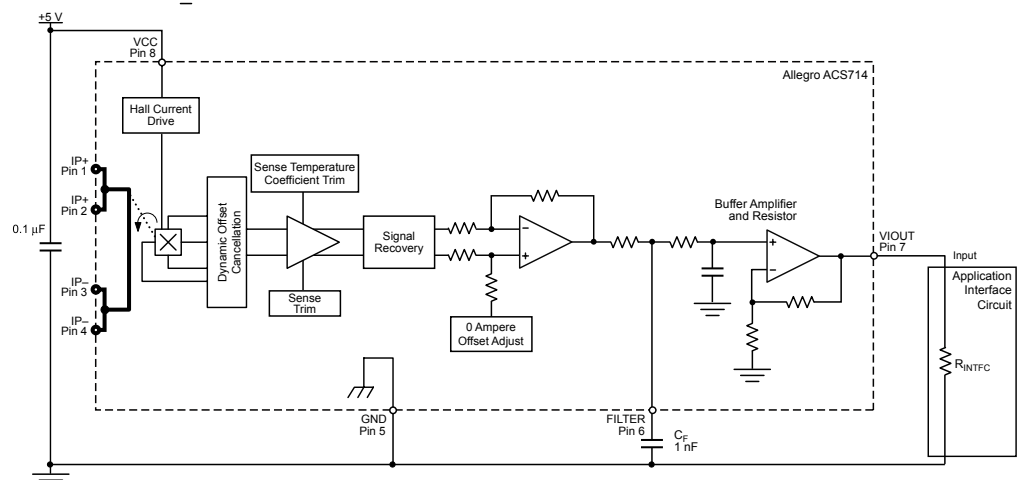 +5 V
VCC
Pin 8
Allegro ACS714
Hall Current
Drive
IP+
Pin 1
IP+
Pin 2
0.1 μF
IP–
Pin 3
IP–
Pin 4
Dynamic Offset
Cancellation
Sense Temperature
Coefficient Trim
Sense
Trim
Signal
Recovery
–
+
0 Ampere
Offset Adjust
Buffer Amplifier
and Resistor
+
–
VIOUT
Pin 7
Input
Application
Interface
Circuit
RINTFC
GND
Pin 5
FILTER
Pin 6
CF
1 nF